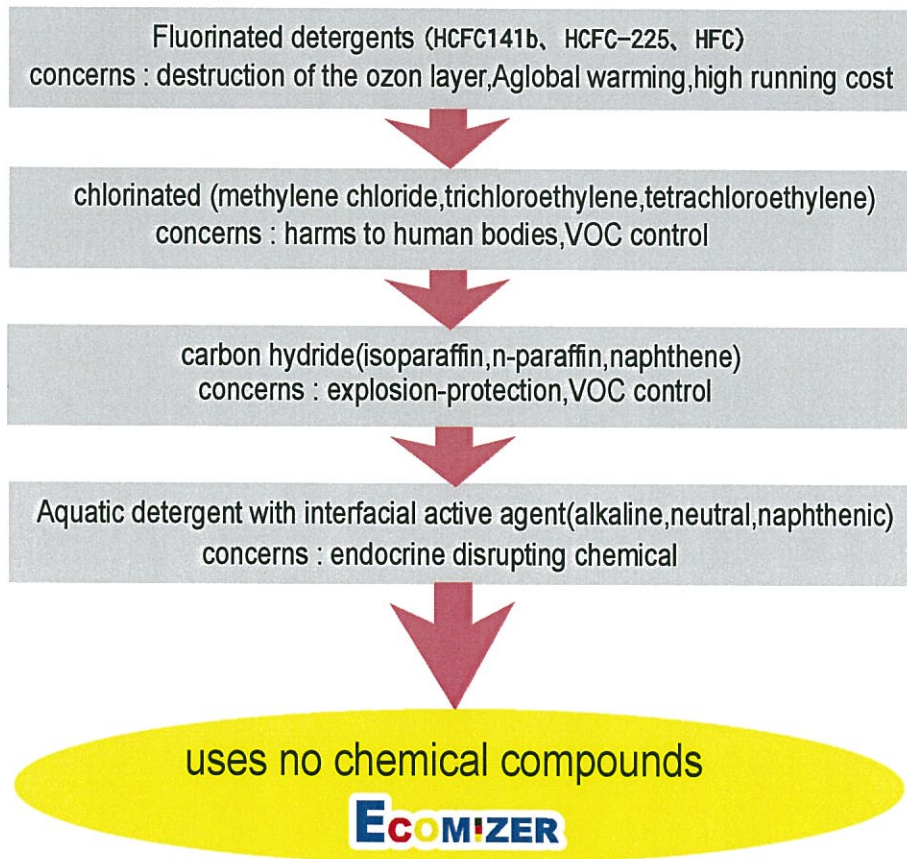 Fluorinated detergents (HCFC141b、HCFC-225、HFC)
concerns : destruction of the ozon layer,Aglobal warming,high running cost
chlorinated (methylene chloride,trichloroethylene,tetrachloroethylene)
concerns : harms to human bodies,VOC control
carbon hydride(isoparaffin,n-paraffin,naphthene)
concerns : explosion-protection,VOC control
Aquatic detergent with interfacial active agent(alkaline,neutral,naphthenic)
concerns : endocrine disrupting chemical
uses no chemical compounds
ECOMIZER